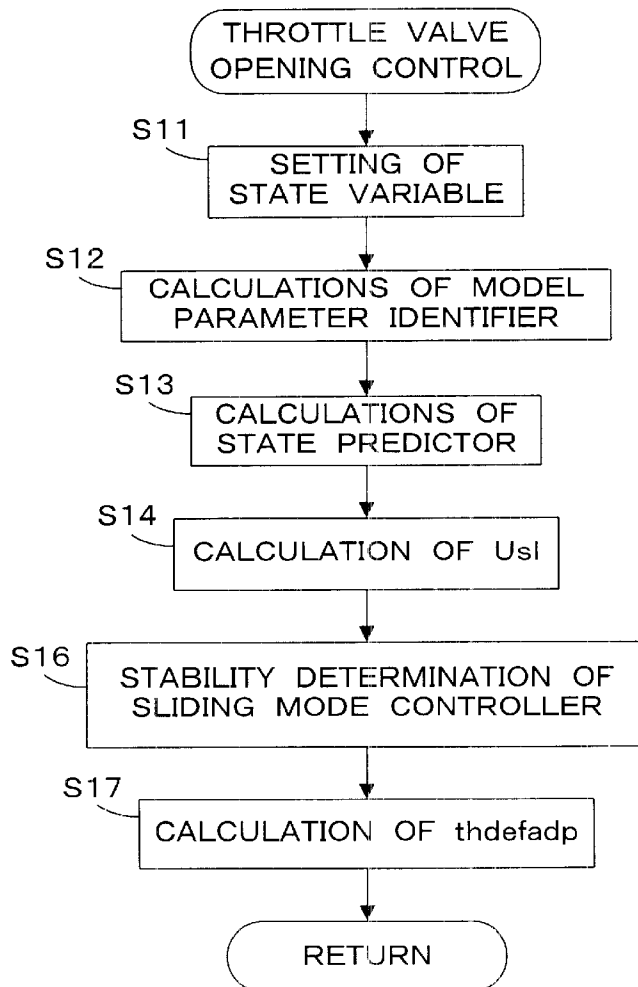 THROTTLE VALVE
OPENING CONTROL
S11
SETTING OF
STATE VARIABLE
S12
CALCULATIONS OF MODEL
PARAMETER IDENTIFIER
S13
CALCULATIONS OF
STATE PREDICTOR
S14
CALCULATION OF Usl
S16
STABILITY DETERMINATION OF
SLIDING MODE CONTROLLER
S17
CALCULATION OF thdefadp
RETURN